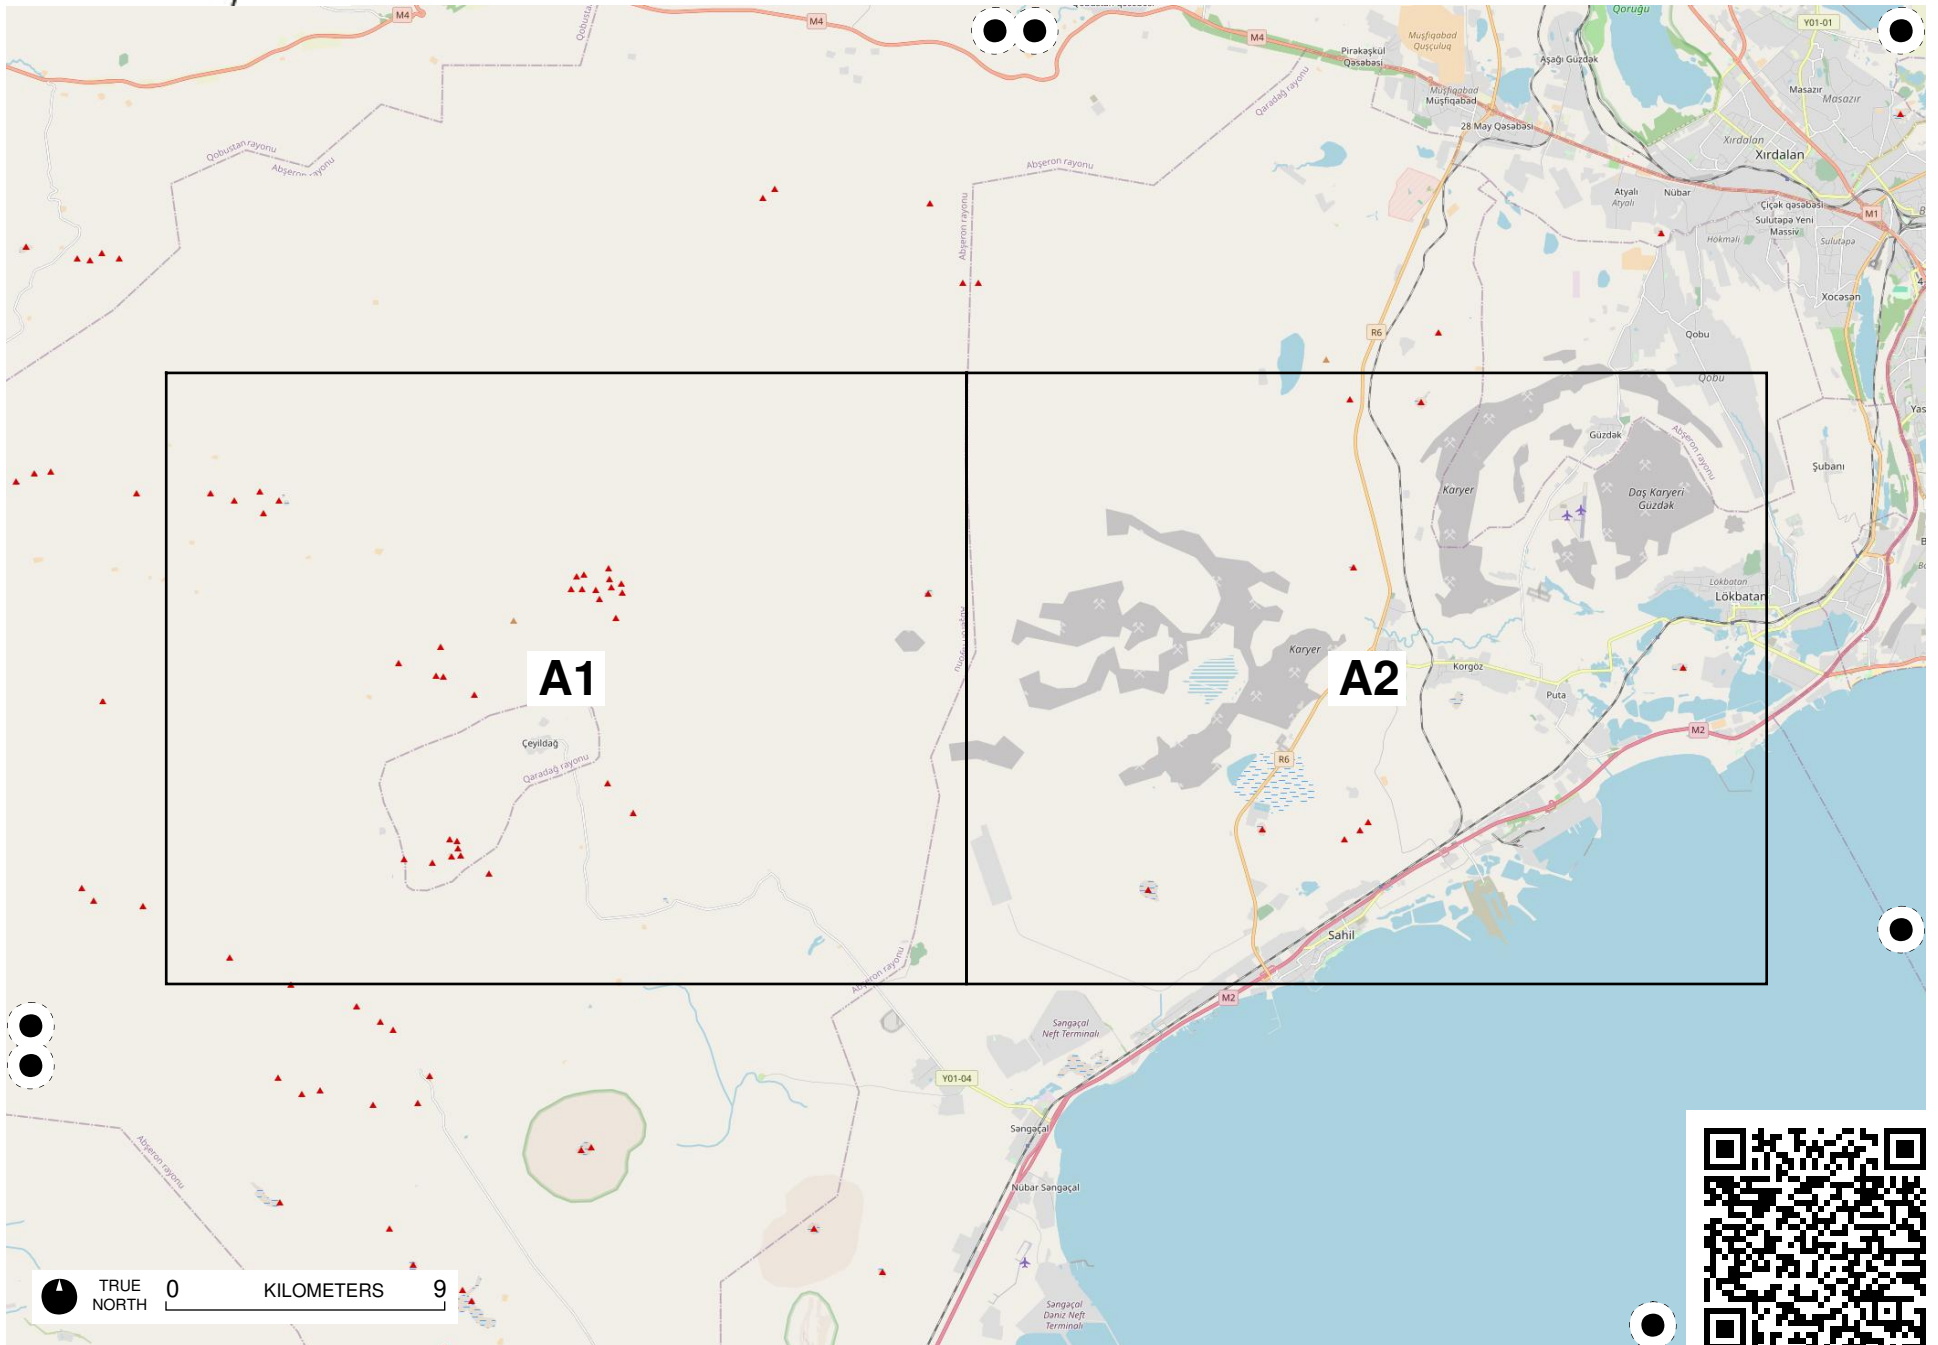 M4
M4
M4
Y01-01
Qoruğu
Müşfiqabad
Quşçuluq
Pirəkəşkül
Qəsəbəsi
Aşağı Güzdək
Müşfiqabad
Müşfiqabad
28 May Qəsəbəsi
Masazır
Masazır
Xırdalan
Xırdalan
Qaradağ rayonu
Qobustan rayonu
Abşeron rayonu
Abşeron rayonu
Abşeron rayonu
Atyalı
Atyalı
Nübar
Çiçək qəsəbəsi
Sulutəpə Yeni
Massiv
M1
Hökməli
Sulutəpə
Xocəsən
R6
Qobu
Qobu
Güzdək
Abşeron rayonu
Şubanı
Karyer
Daş Karyeri
Güzdək
Lökbatan
Lökbatan
Karyer
A1
A2
Korgöz
Puta
Ceyildağ
Qaradağ rayonu
M2
R6
Sahil
Abşeron rayonu
M2
Səngəçal
Neft Terminalı
Y01-04
Səngəçal
Abşeron rayonu
Nübar Səngəçal
Səngəçal
Dəniz Neft
Terminalı
TRUE
NORTH
0 KILOMETERS 9